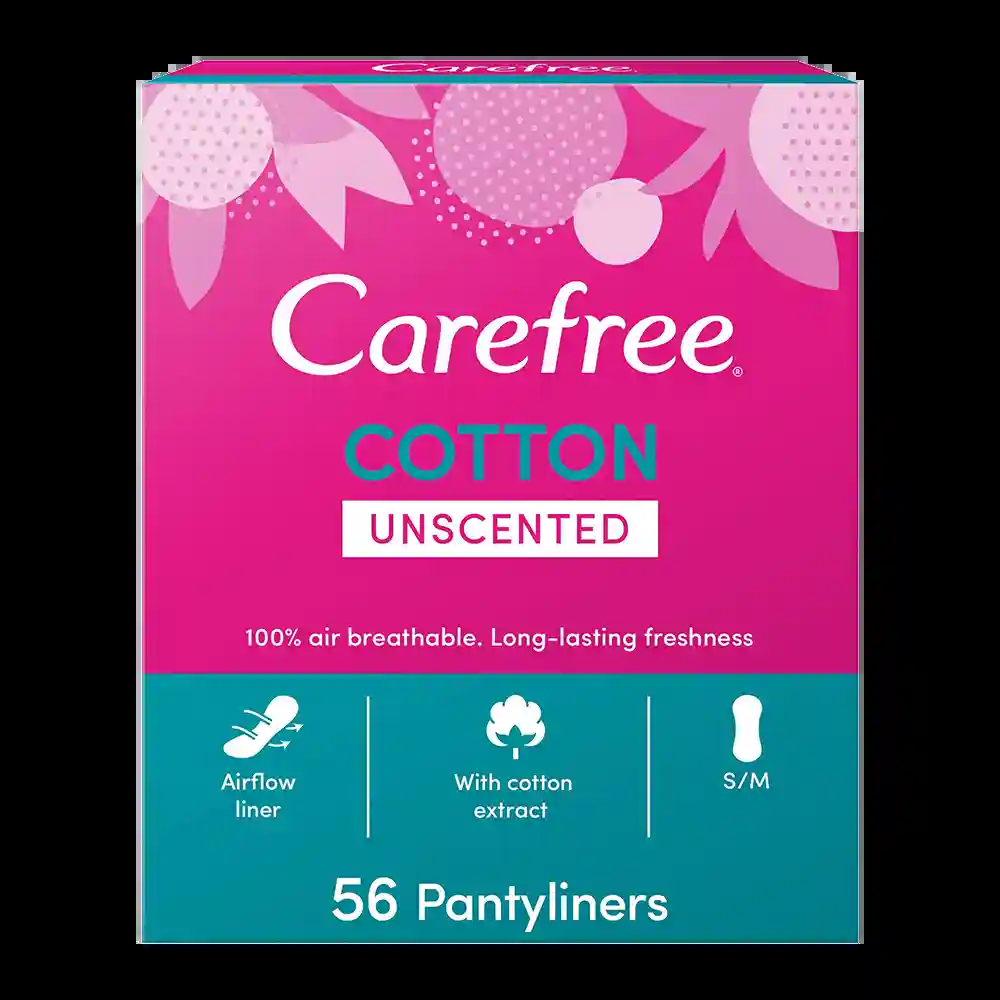 Carefree
Carefree®
COTTON
UNSCENTED
100% air breathable. Long-lasting freshness
Airflow
liner
With cotton
extract
S/M
56 Pantyliners